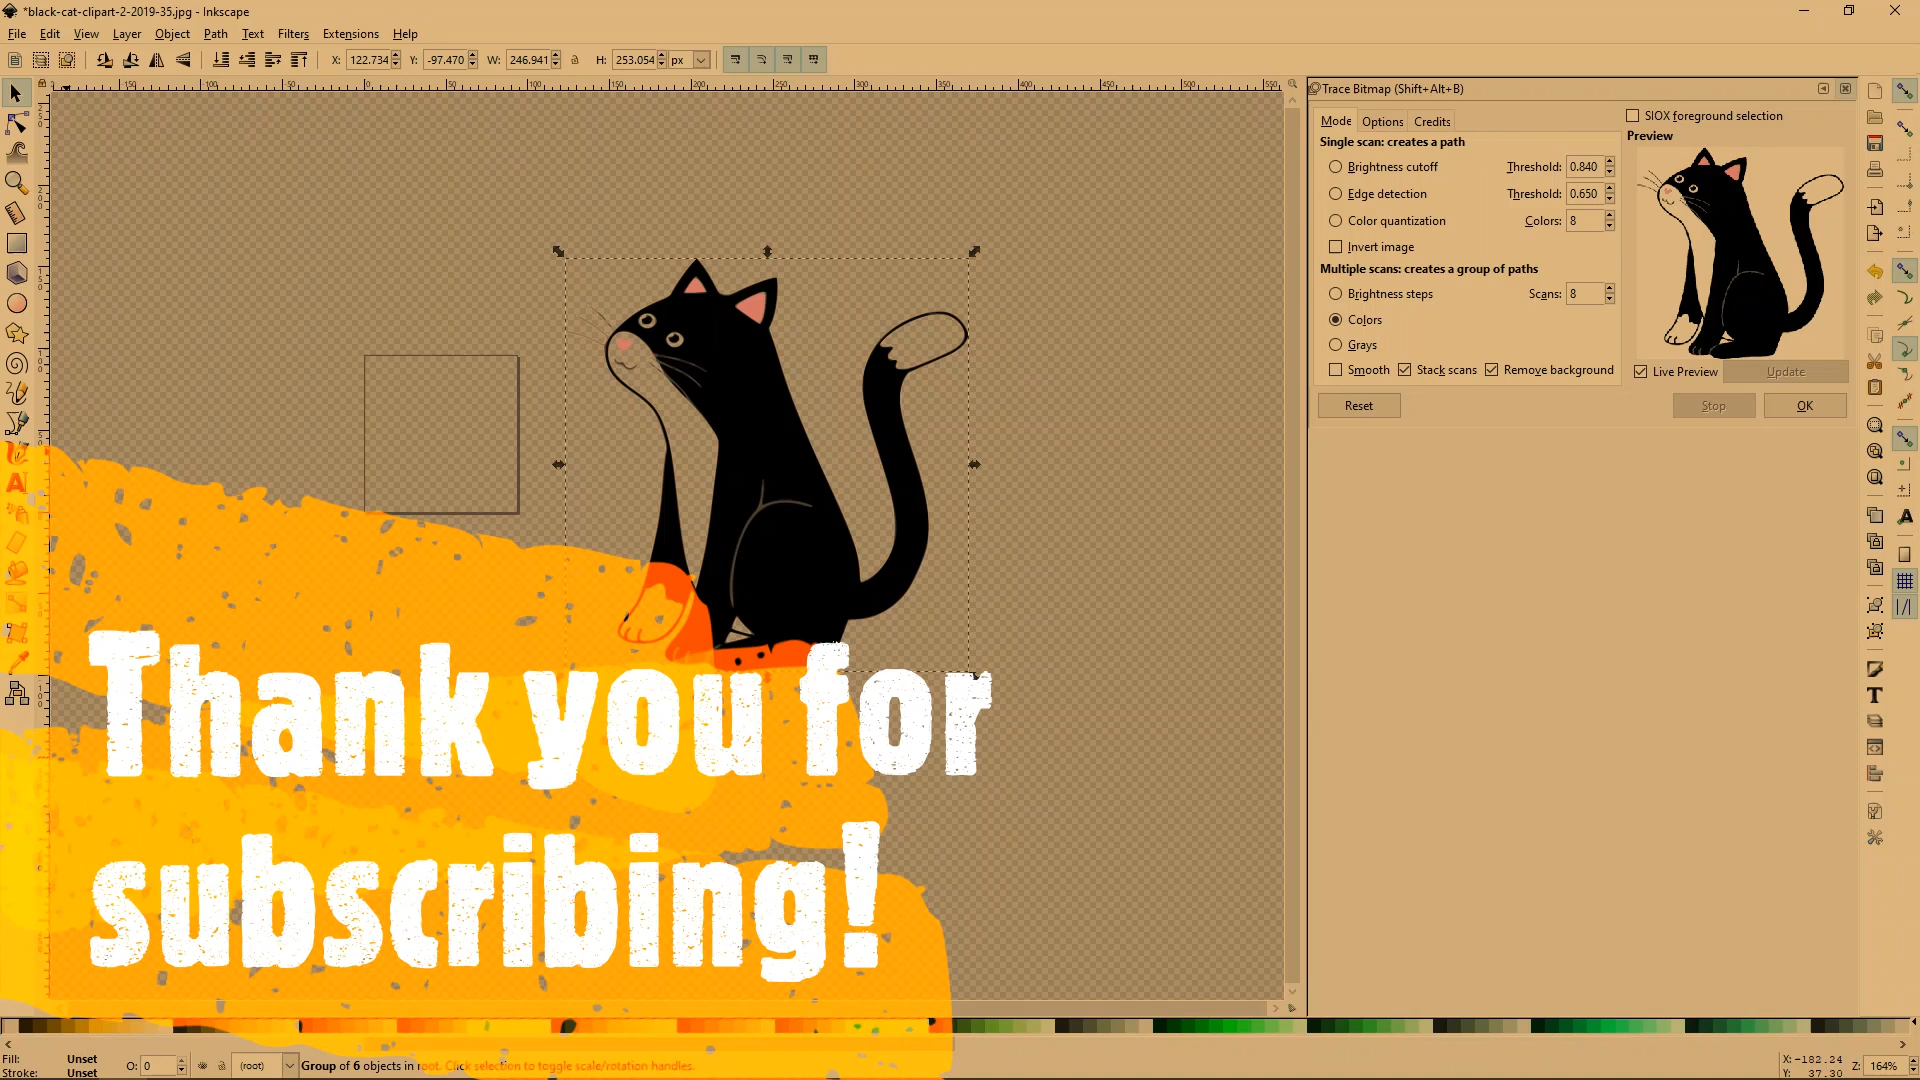 *black-cat-clipart-2-2019-35.jpg - Inkscape
File Edit View Layer Object Path Text Filters Extensions Help
X: 122.734 Y: -97.470 W: 246.941 H: 253.054 px
Trace Bitmap (Shift+Alt+B)
Mode Options Credits
SIOX foreground selection
Preview
Single scan: creates a path
Brightness cutoff Threshold: 0.840
Edge detection Threshold: 0.650
Color quantization Colors: 8
Invert image
Multiple scans: creates a group of paths
Brightness steps Scans: 8
Colors
Grays
Smooth Stack scans Remove background
Live Preview Update
Reset Stop OK
Thank you for
subscribing!
Fill: Unset
Stroke: Unset
O: 0 (root) Group of 6 objects in root. Click selection to toggle scale/rotation handles.
X: -182.24
Y: 37.30
Z: 164%